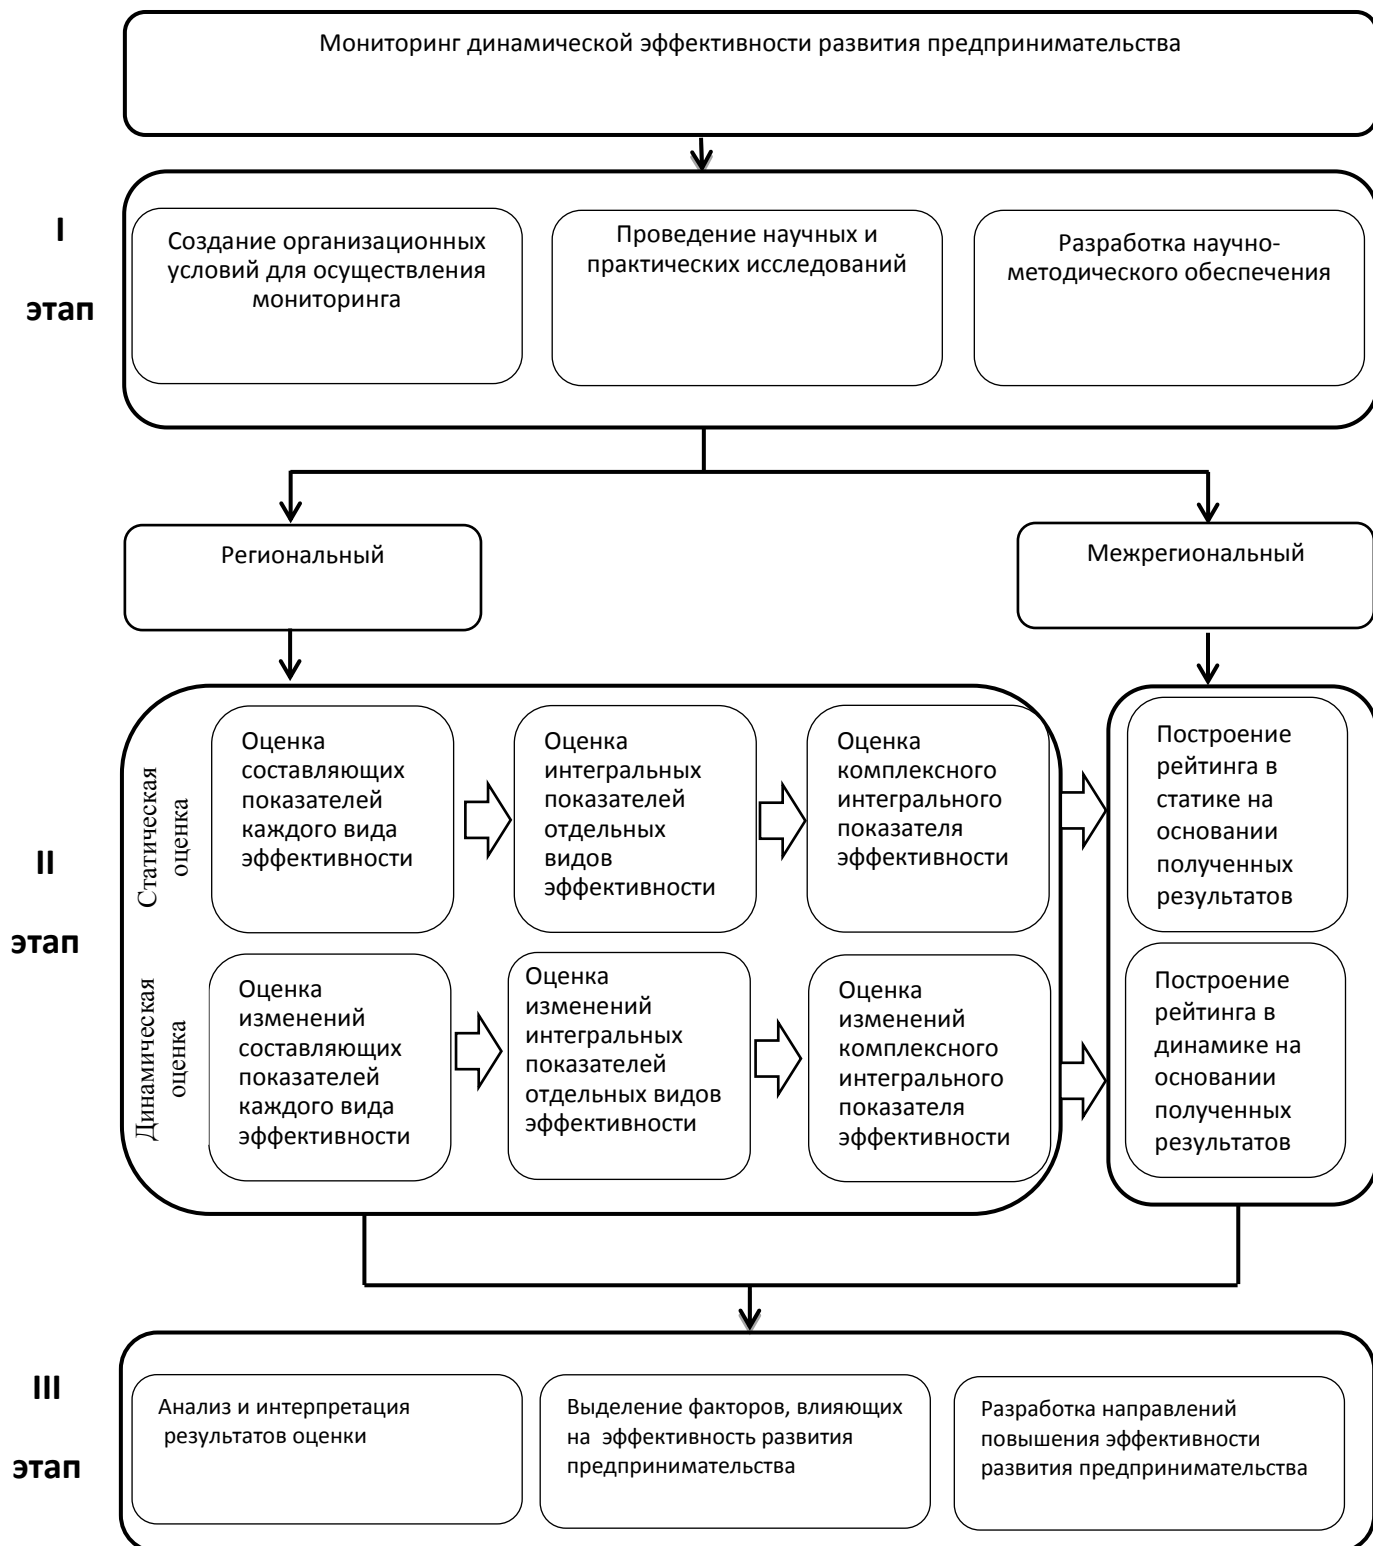 Мониторинг динамической эффективности развития предпринимательства
I
этап
Создание организационных
условий для осуществления
мониторинга
Проведение научных и
практических исследований
Разработка научно-
методического обеспечения
Региональный
Межрегиональный
II
этап
Статическая
оценка
Оценка
составляющих
показателей
каждого вида
эффективности
Оценка
интегральных
показателей
отдельных
видов
эффективности
Оценка
комплексного
интегрального
показателя
эффективности
Построение
рейтинга в
статике на
основании
полученных
результатов
Динамическая
оценка
Оценка
изменений
составляющих
показателей
каждого вида
эффективности
Оценка
изменений
интегральных
показателей
отдельных видов
эффективности
Оценка
изменений
комплексного
интегрального
показателя
эффективности
Построение
рейтинга в
динамике на
основании
полученных
результатов
III
этап
Анализ и интерпретация
результатов оценки
Выделение факторов, влияющих
на эффективность развития
предпринимательства
Разработка направлений
повышения эффективности
развития предпринимательства